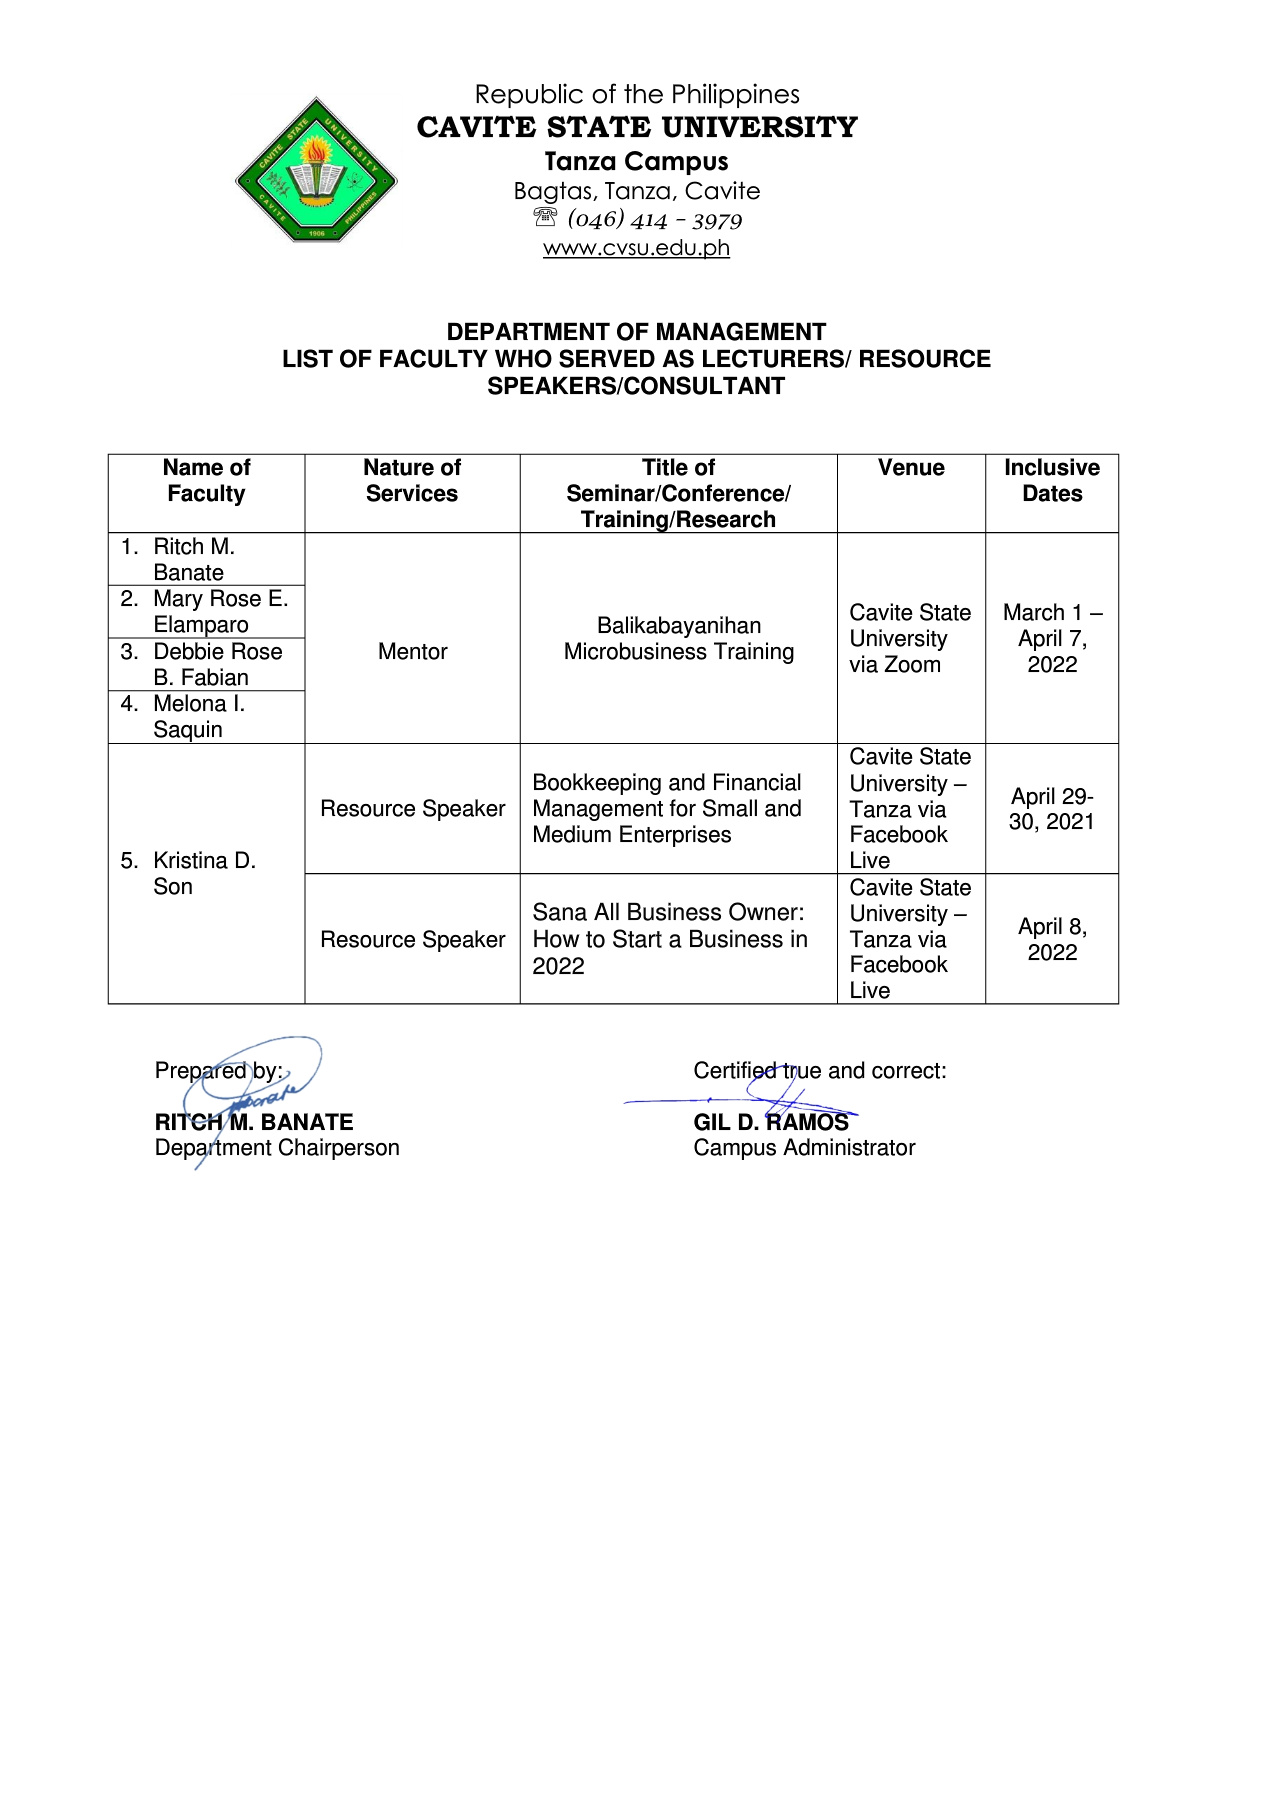 Republic of the Philippines
CAVITE STATE UNIVERSITY
Tanza Campus
Bagtas, Tanza, Cavite
☏ (046) 414 – 3979
www.cvsu.edu.ph
CAVITE STATE UNIVERSITY
CAVITE PHILIPPINES
1906
DEPARTMENT OF MANAGEMENT
LIST OF FACULTY WHO SERVED AS LECTURERS/ RESOURCE
SPEAKERS/CONSULTANT
Name of
Faculty
Nature of
Services
Title of
Seminar/Conference/
Training/Research
Venue
Inclusive
Dates
1. Ritch M.
Banate
2. Mary Rose E.
Elamparo
3. Debbie Rose
B. Fabian
4. Melona I.
Saquin
Mentor
Balikabayanihan
Microbusiness Training
Cavite State
University
via Zoom
March 1 –
April 7,
2022
5. Kristina D.
Son
Resource Speaker
Bookkeeping and Financial
Management for Small and
Medium Enterprises
Cavite State
University –
Tanza via
Facebook
Live
April 29-
30, 2021
Resource Speaker
Sana All Business Owner:
How to Start a Business in
2022
Cavite State
University –
Tanza via
Facebook
Live
April 8,
2022
Prepared by:
RITCH M. BANATE
Department Chairperson
Certified true and correct:
GIL D. RAMOS
Campus Administrator